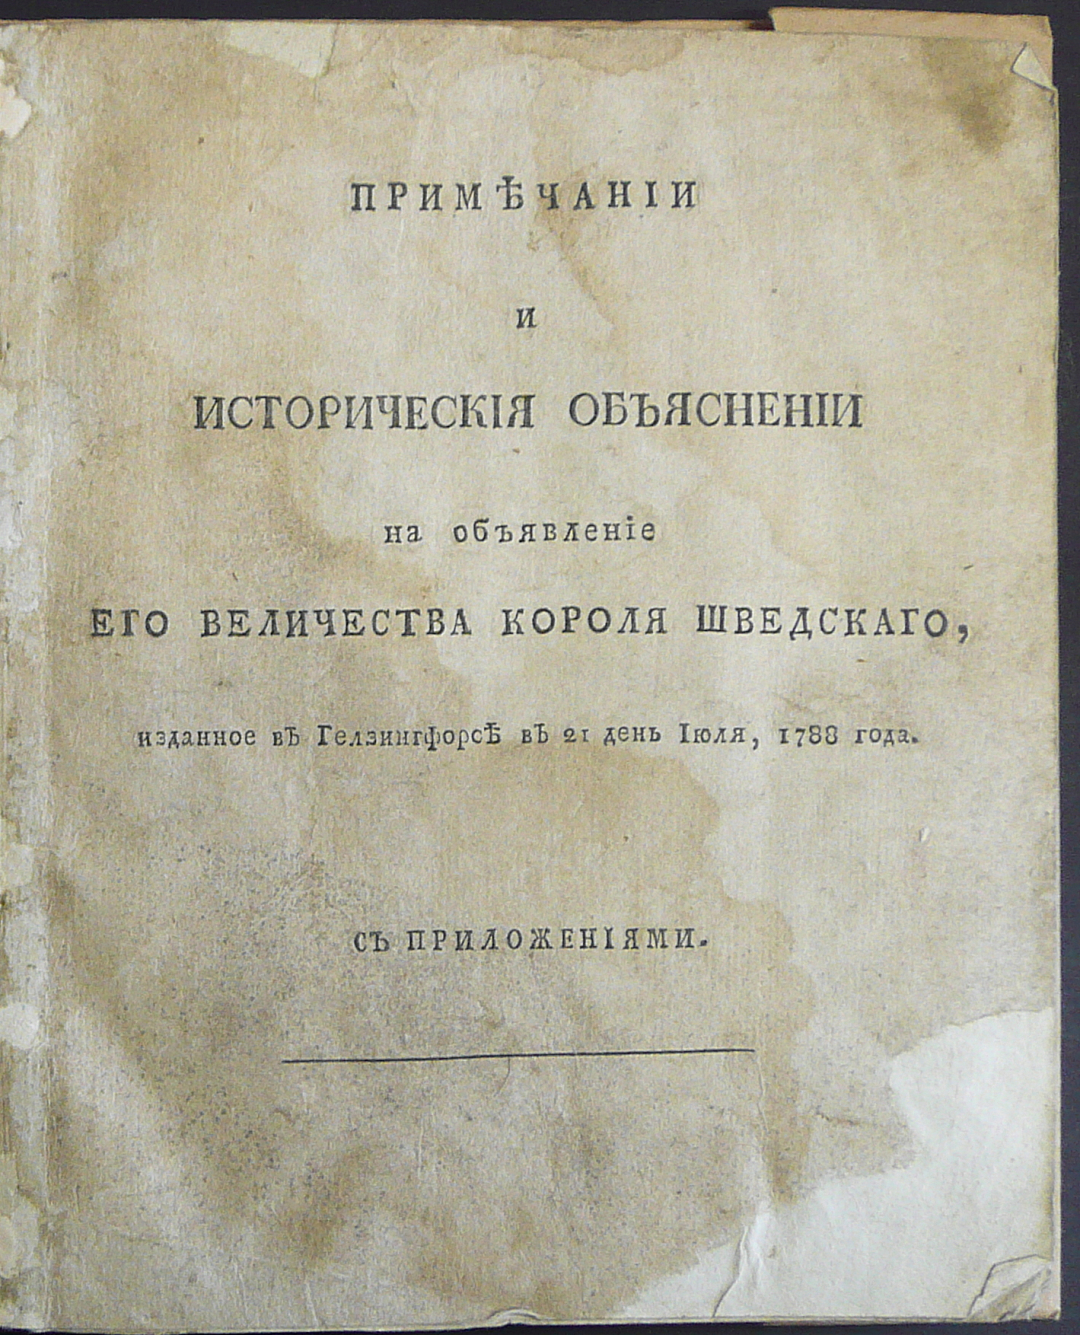 ПРИМѢЧАНІИ
И
ИСТОРИЧЕСКІЯ ОБЪЯСНЕНІИ
на объявленіе
ЕГО ВЕЛИЧЕСТВА КОРОЛЯ ШВЕДСКАГО,
изданное въ Гелзингфорсѣ въ 21 день Іюля, 1788 года.
СЪ ПРИЛОЖЕНІЯМИ.